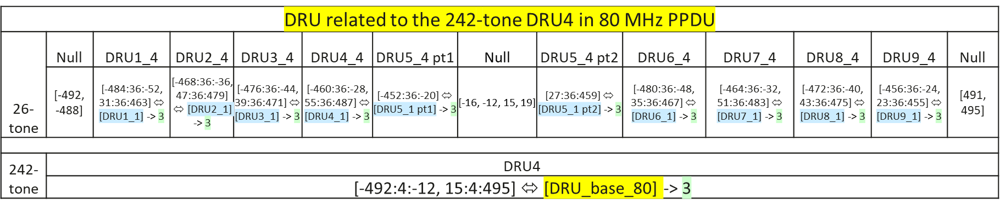 DRU related to the 242-tone DRU4 in 80 MHz PPDU
26-
tone
Null
[-492,
-488]
DRU1_4
[-484:36:-52,
31:36:463] ⬄
[DRU1_1] -> 3
DRU2_4
[-468:36:-36,
47:36:479]
⬄ [DRU2_1]
-> 3
DRU3_4
[-476:36:-44,
39:36:471] ⬄
[DRU3_1] -> 3
DRU4_4
[-460:36:-28,
55:36:487] ⬄
[DRU4_1] -> 3
DRU5_4 pt1
[-452:36:-20] ⬄
[DRU5_1 pt1] -> 3
Null
[-16, -12, 15, 19]
DRU5_4 pt2
[27:36:459] ⬄
[DRU5_1 pt2] -> 3
DRU6_4
[-480:36:-48,
35:36:467] ⬄
[DRU6_1] -> 3
DRU7_4
[-464:36:-32,
51:36:483] ⬄
[DRU7_1] -> 3
DRU8_4
[-472:36:-40,
43:36:475] ⬄
[DRU8_1] -> 3
DRU9_4
[-456:36:-24,
23:36:455] ⬄
[DRU9_1] -> 3
Null
[491,
495]
242-
tone
DRU4
[-492:4:-12, 15:4:495] ⬄ [DRU_base_80] -> 3